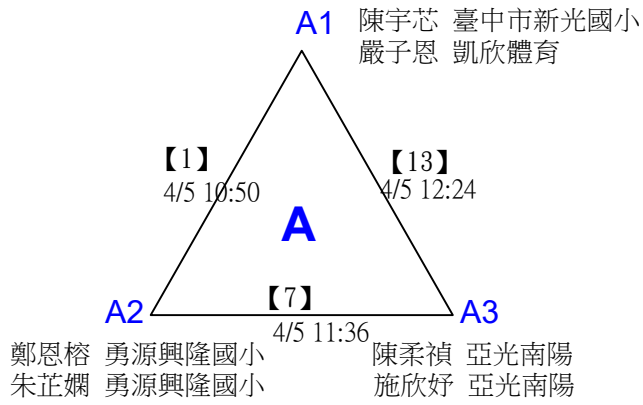 A1
陳宇芯 臺中市新光國小
嚴子恩 凱欣體育
【1】
4/5 10:50
【13】
4/5 12:24
A
【7】
4/5 11:36
A2
A3
鄭恩榕 勇源興隆國小
朱芷嫻 勇源興隆國小
陳柔禎 亞光南陽
施欣妤 亞光南陽